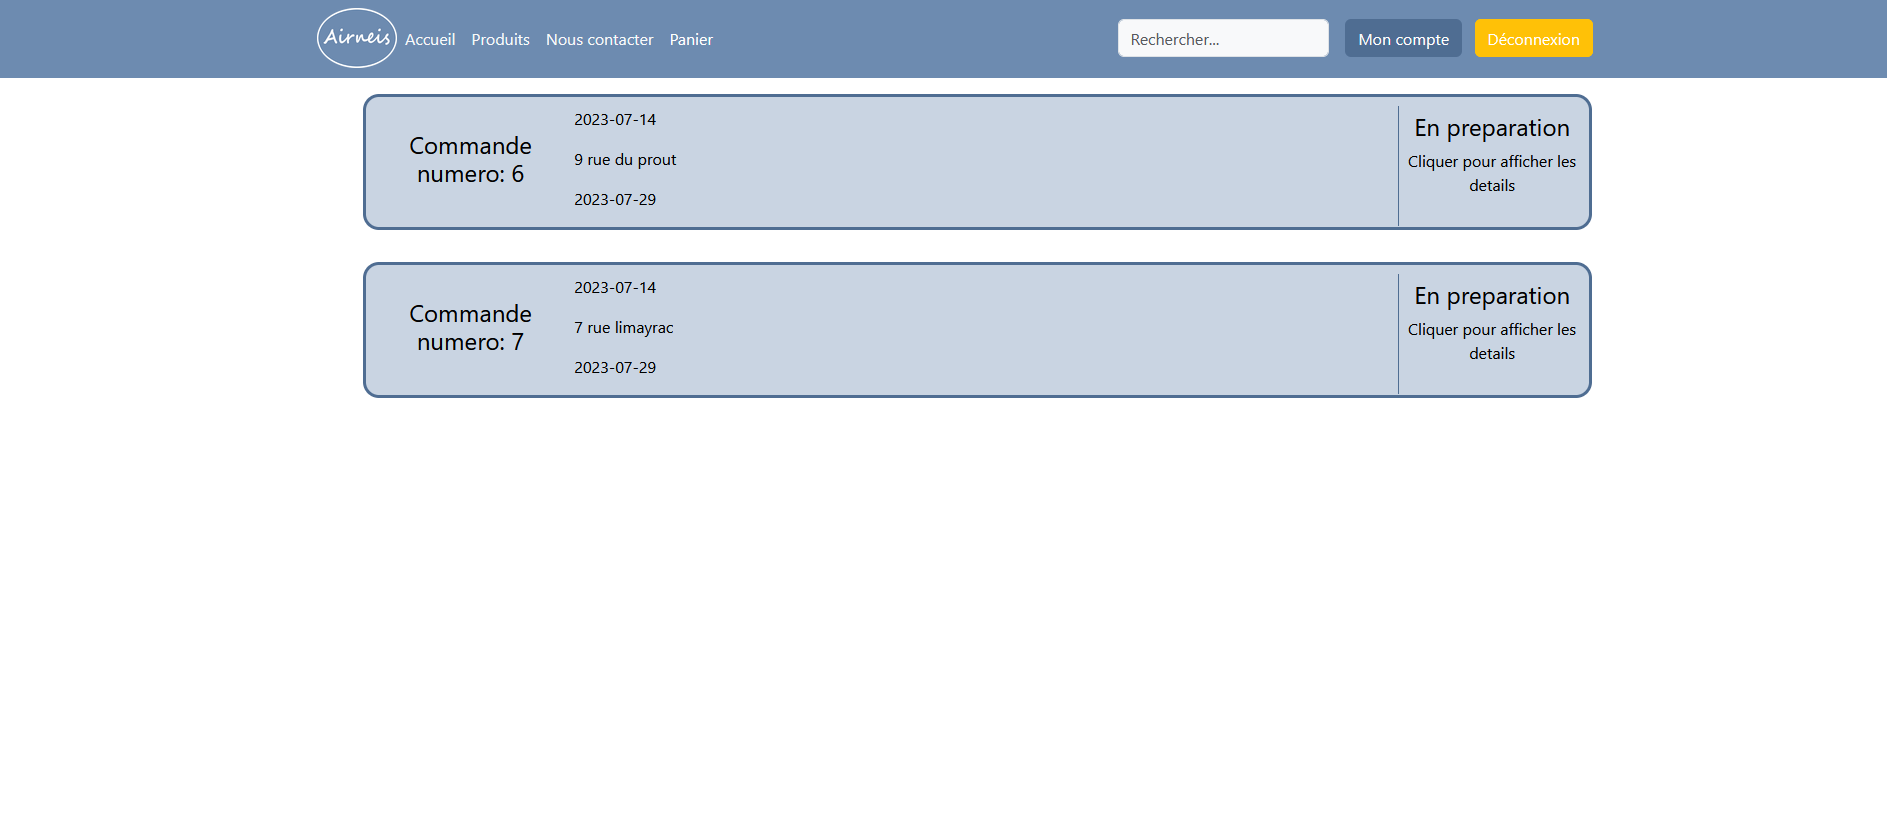 Airneis Accueil Produits Nous contacter Panier Rechercher... Mon compte Déconnexion
Commande
numero: 6
2023-07-14
9 rue du prout
2023-07-29
En preparation
Cliquer pour afficher les
details
Commande
numero: 7
2023-07-14
7 rue limayrac
2023-07-29
En preparation
Cliquer pour afficher les
details